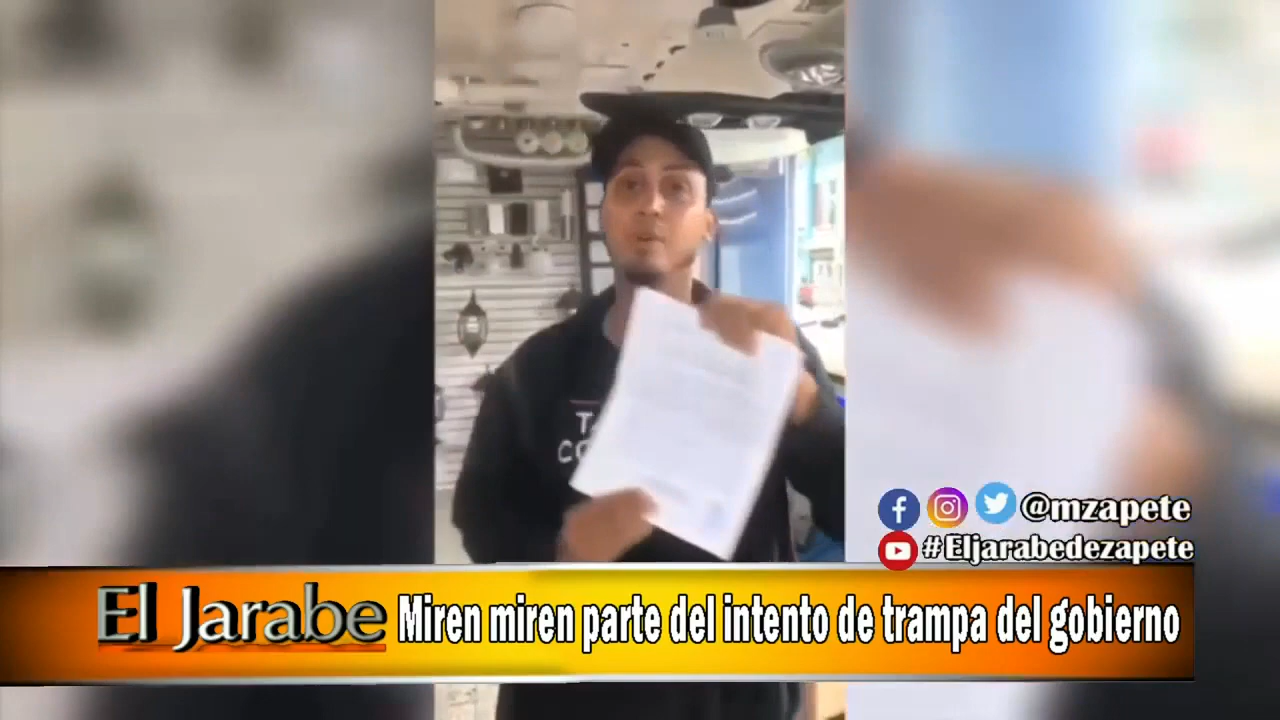 @mzapete
#Eljarabedezapete
El Jarabe Miren miren parte del intento de trampa del gobierno